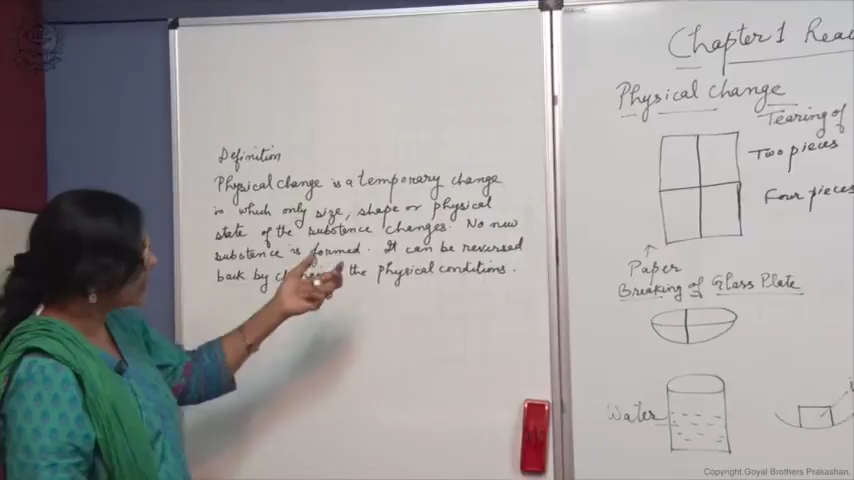 Definition
Physical change is a temporary change
in which only size, shape or physical
state of the substance changes. No new
substence is formed. It can be reversed
back by the physical conditions.
Chapter 1
Physical change
Tearing of
Two pieces
Four pieces
Paper
Breaking of Glass Plate
Water
Copyright Goyal Brothers Prakashan.